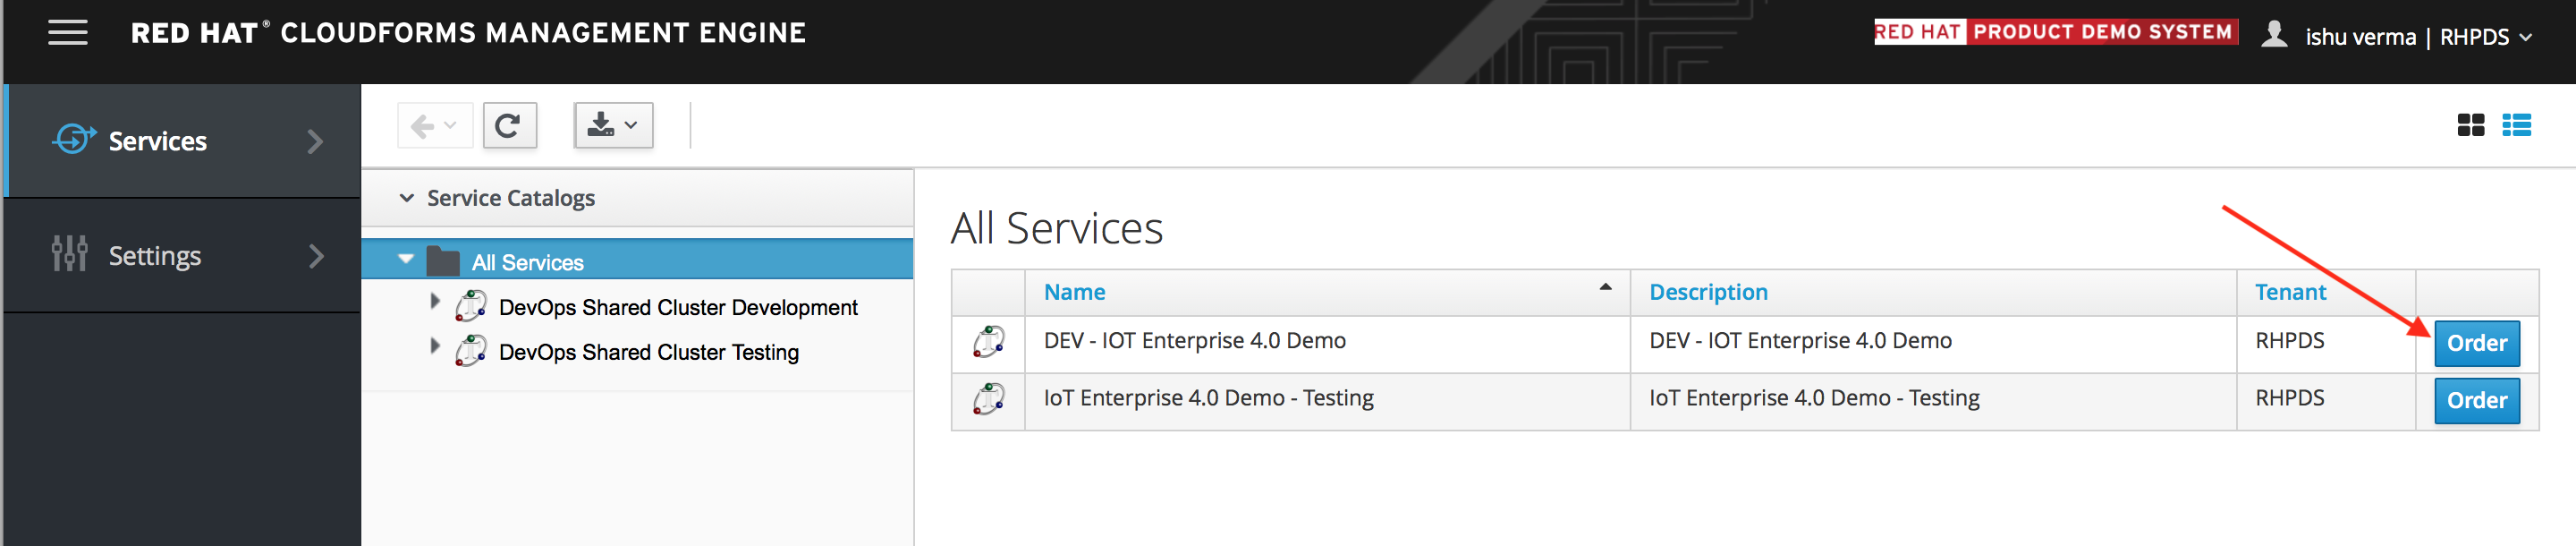 RED HAT® CLOUDFORMS MANAGEMENT ENGINE
RED HAT PRODUCT DEMO SYSTEM
ishu verma | RHPDS
Services
Settings
Service Catalogs
All Services
DevOps Shared Cluster Development
DevOps Shared Cluster Testing
All Services
Name Description Tenant
DEV - IOT Enterprise 4.0 Demo DEV - IOT Enterprise 4.0 Demo RHPDS Order
IoT Enterprise 4.0 Demo - Testing IoT Enterprise 4.0 Demo - Testing RHPDS Order